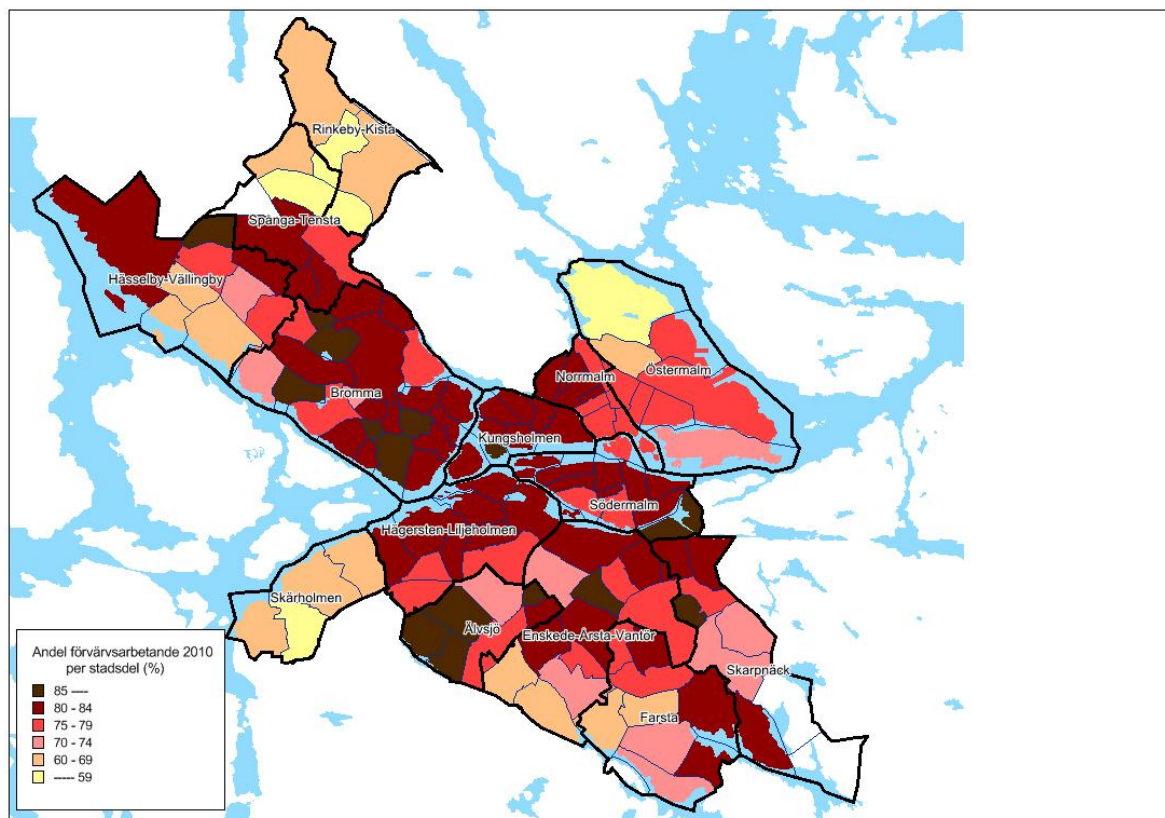 Rinkeby-Kista
Spånga-Tensta
Hässelby-Vällingby
Norrmalm
Östermalm
Bromma
Kungsholmen
Södermalm
Hägersten-Liljeholmen
Skärholmen
Älvsjö
Enskede-Årsta-Vantör
Skarpnäck
Farsta
Andel förvärvsarbetande 2010
per stadsdel (%)
85 ----
80 - 84
75 - 79
70 - 74
60 - 69
----- 59